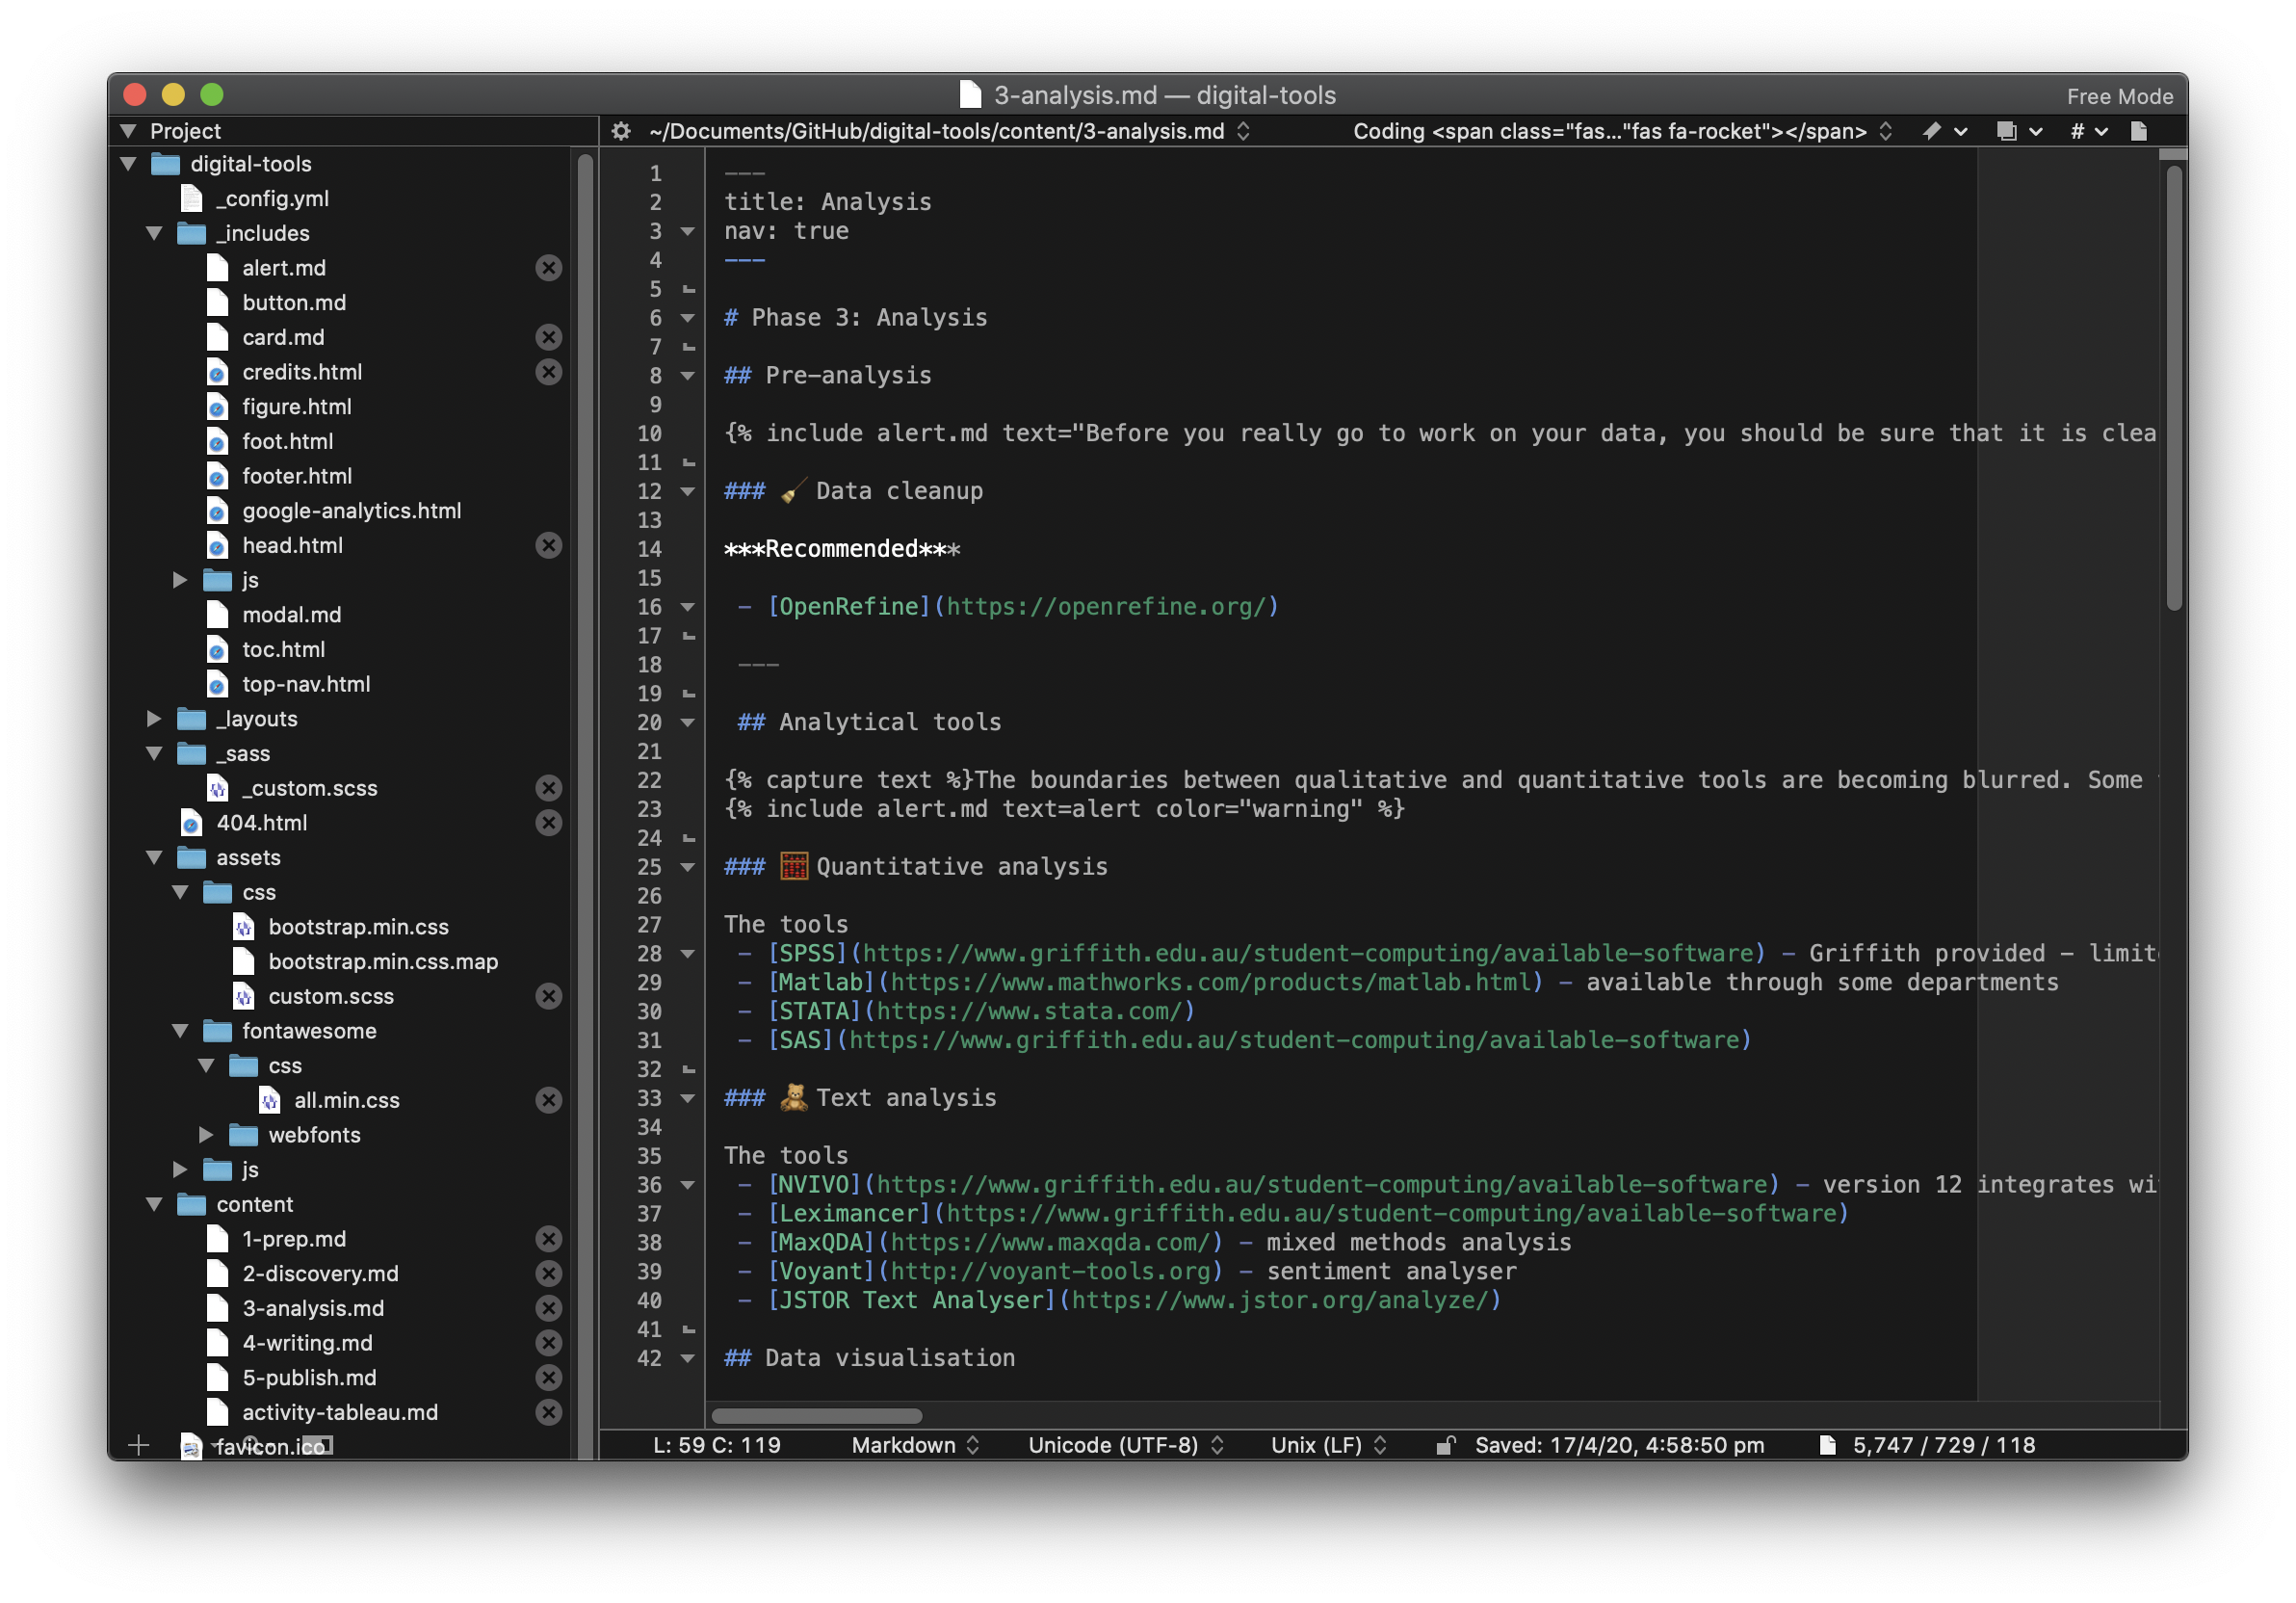 3-analysis.md — digital-tools
Free Mode
Project
~/Documents/GitHub/digital-tools/content/3-analysis.md
Coding <span class="fas..."fas fa-rocket"></span>
#
digital-tools
_config.yml
_includes
alert.md
button.md
card.md
credits.html
figure.html
foot.html
footer.html
google-analytics.html
head.html
js
modal.md
toc.html
top-nav.html
_layouts
_sass
_custom.scss
404.html
assets
css
bootstrap.min.css
bootstrap.min.css.map
custom.scss
fontawesome
css
all.min.css
webfonts
js
content
1-prep.md
2-discovery.md
3-analysis.md
4-writing.md
5-publish.md
activity-tableau.md
favicon.ico
1 ---
2 title: Analysis
3 nav: true
4 ---
5
6 # Phase 3: Analysis
7
8 ## Pre-analysis
9
10 {% include alert.md text="Before you really go to work on your data, you should be sure that it is clea
11
12 ### 🧹 Data cleanup
13
14 ***Recommended***
15
16 - [OpenRefine](https://openrefine.org/)
17
18 ---
19
20 ## Analytical tools
21
22 {% capture text %}The boundaries between qualitative and quantitative tools are becoming blurred. Some
23 {% include alert.md text=alert color="warning" %}
24
25 ### 🧮 Quantitative analysis
26
27 The tools
28 - [SPSS](https://www.griffith.edu.au/student-computing/available-software) - Griffith provided - limit
29 - [Matlab](https://www.mathworks.com/products/matlab.html) - available through some departments
30 - [STATA](https://www.stata.com/)
31 - [SAS](https://www.griffith.edu.au/student-computing/available-software)
32
33 ### 🧸 Text analysis
34
35 The tools
36 - [NVIVO](https://www.griffith.edu.au/student-computing/available-software) - version 12 integrates wi
37 - [Leximancer](https://www.griffith.edu.au/student-computing/available-software)
38 - [MaxQDA](https://www.maxqda.com/) - mixed methods analysis
39 - [Voyant](http://voyant-tools.org) - sentiment analyser
40 - [JSTOR Text Analyser](https://www.jstor.org/analyze/)
41
42 ## Data visualisation
L: 59 C: 119
Markdown
Unicode (UTF-8)
Unix (LF)
Saved: 17/4/20, 4:58:50 pm
5,747 / 729 / 118